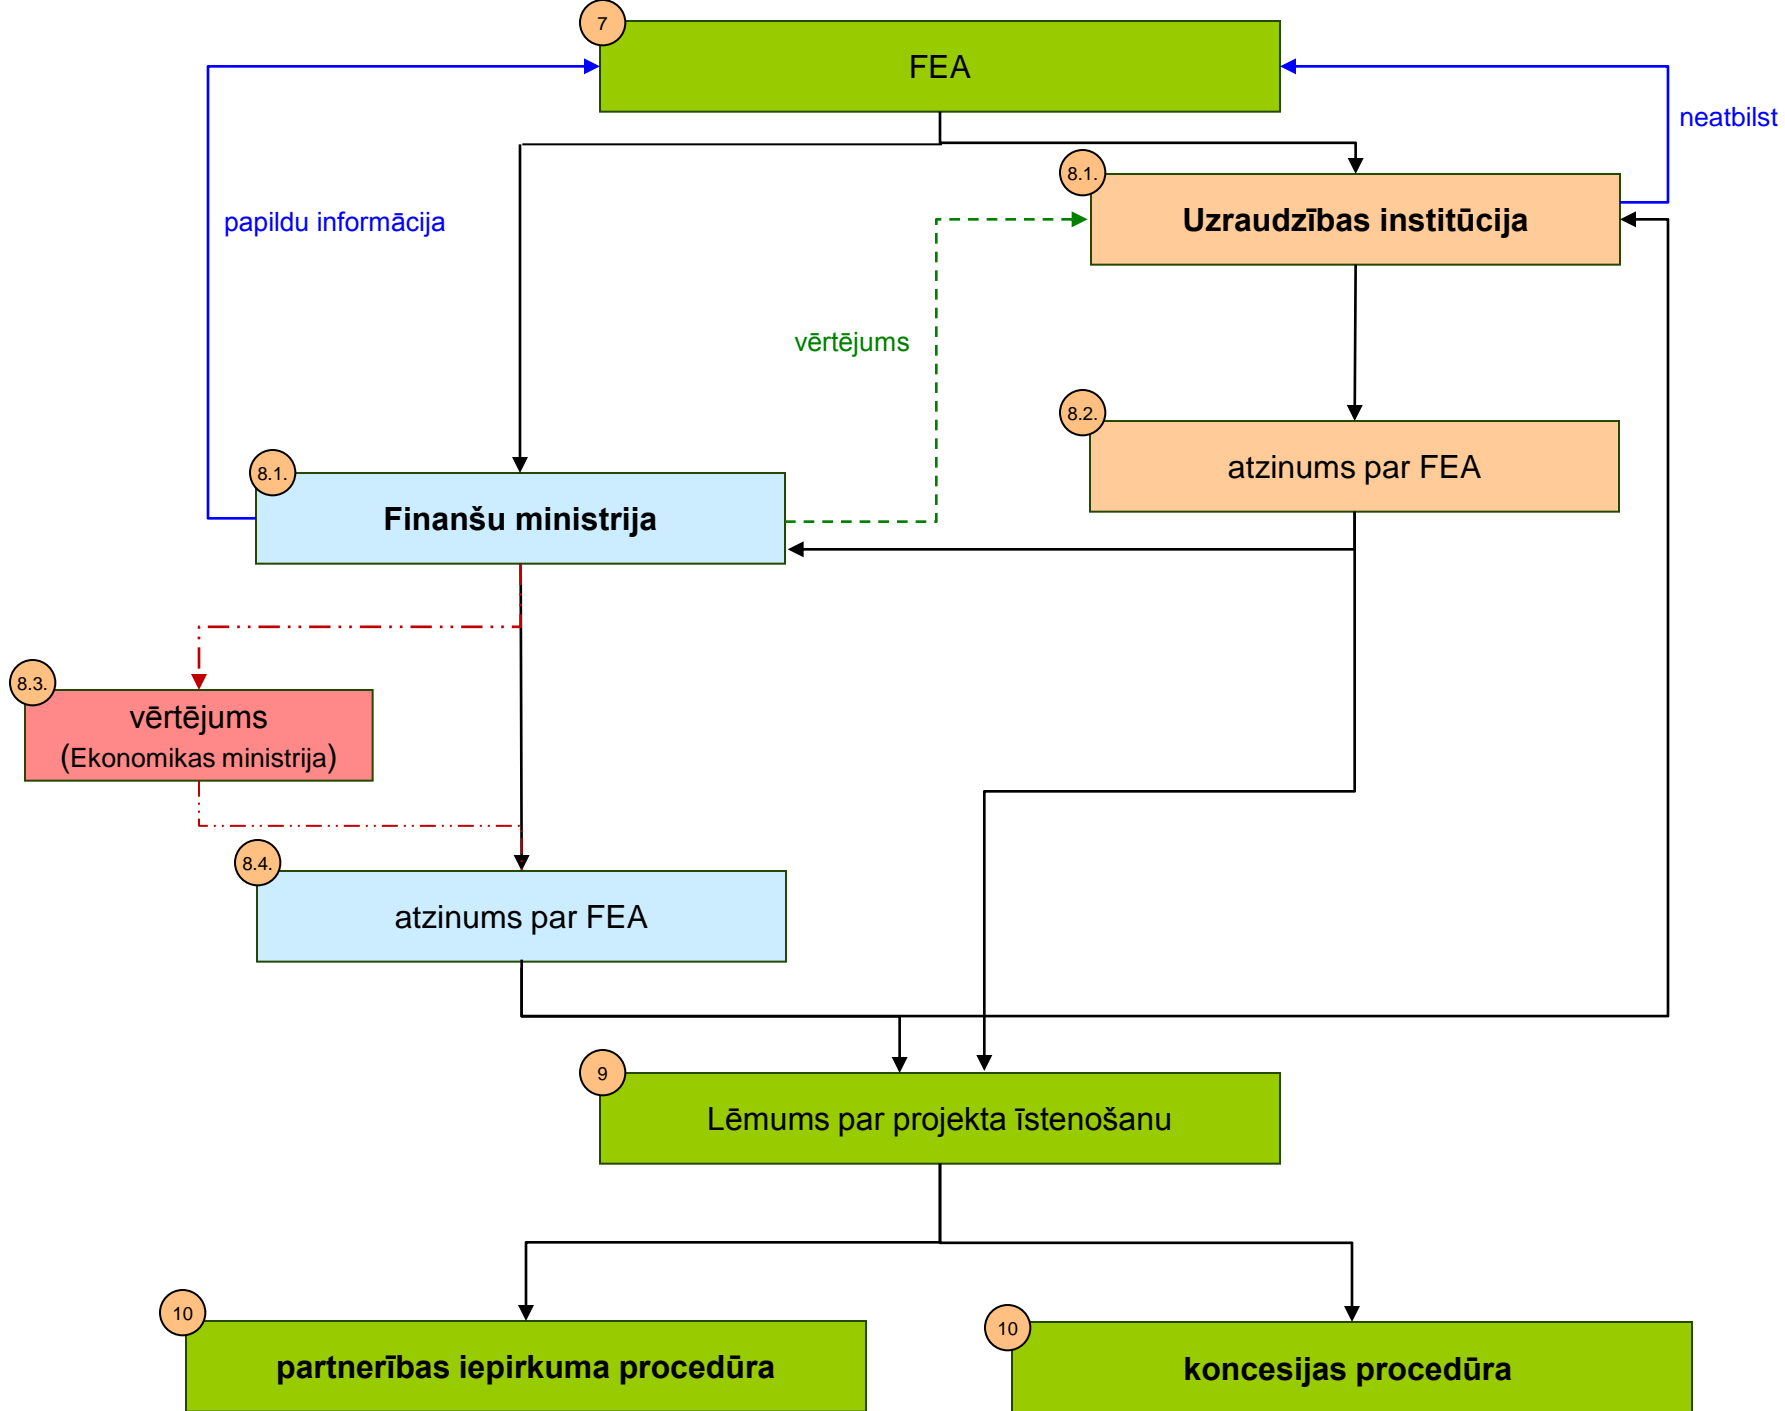 7
FEA
neatbilst
8.1.
Uzraudzības institūcija
papildu informācija
vērtējums
8.2.
atzinums par FEA
8.1.
Finanšu ministrija
8.3.
vērtējums
(Ekonomikas ministrija)
8.4.
atzinums par FEA
9
Lēmums par projekta īstenošanu
10
partnerības iepirkuma procedūra
10
koncesijas procedūra